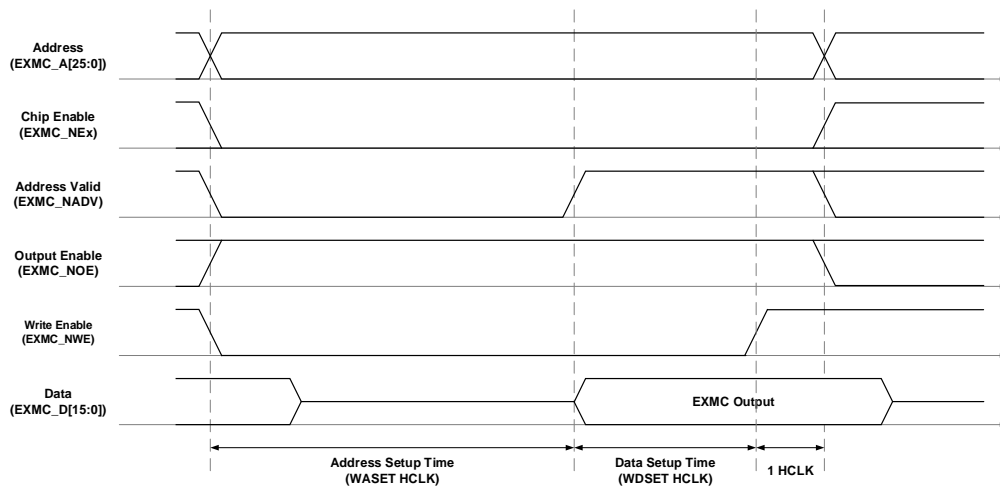 Address
(EXMC_A[25:0])
Chip Enable
(EXMC_NEx)
Address Valid
(EXMC_NADV)
Output Enable
(EXMC_NOE)
Write Enable
(EXMC_NWE)
Data
(EXMC_D[15:0])
EXMC Output
Address Setup Time
(WASET HCLK)
Data Setup Time
(WDSET HCLK)
1 HCLK